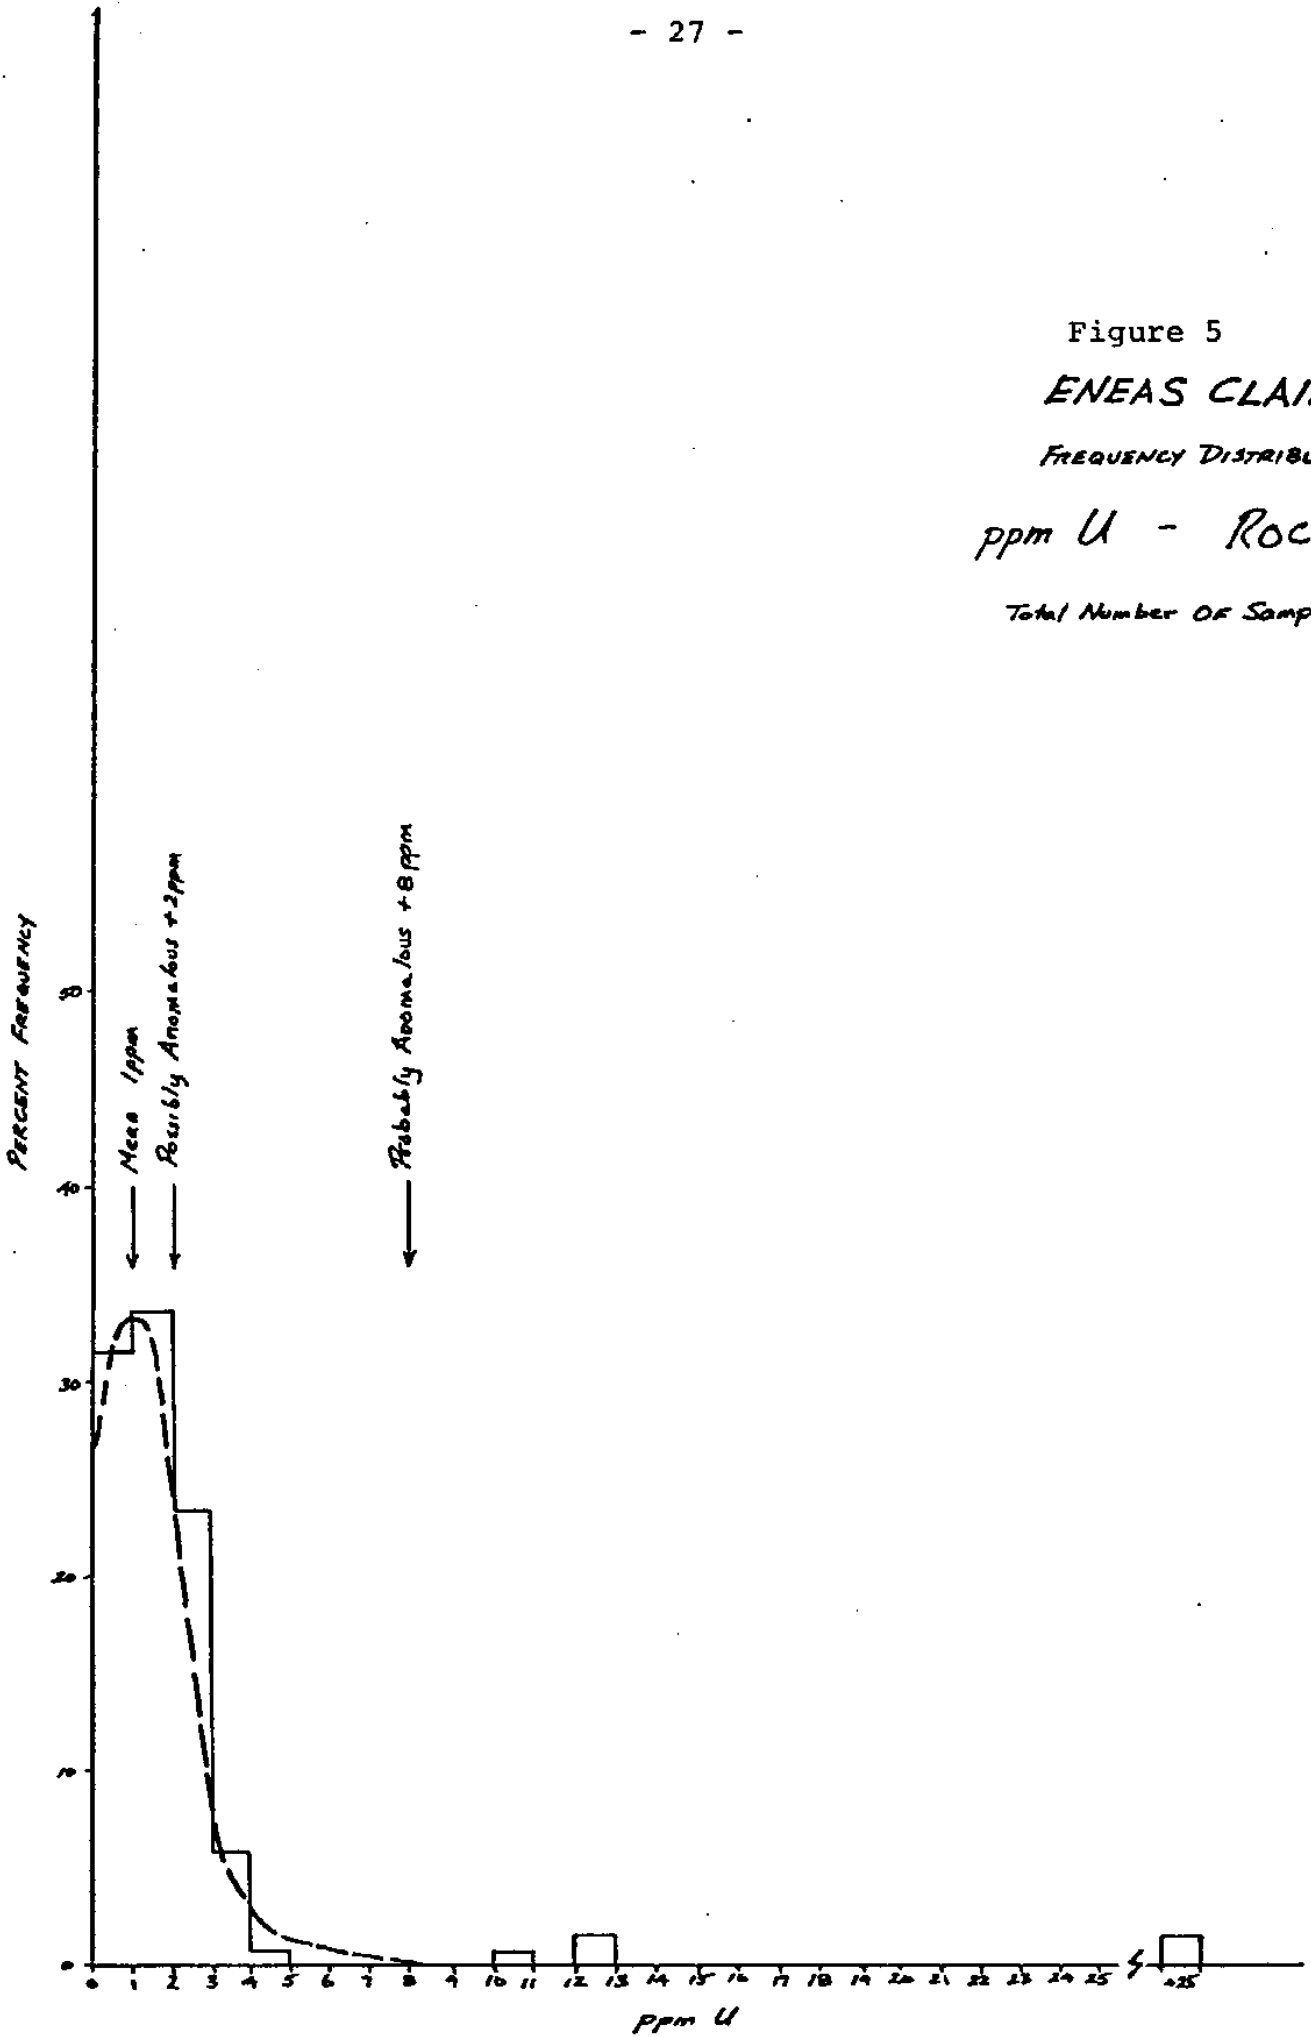 - 27 -
Figure 5
ENEAS CLAI
FREQUENCY DISTRIBU
ppm U - ROC
Total Number OF Samp
PERCENT FREQUENCY
Mean 1ppm
Possibly Anomalous +2ppm
Probably Anomalous +8ppm
50
40
30
20
10
0
0 1 2 3 4 5 6 7 8 9 10 11 12 13 14 15 16 17 18 19 20 21 22 23 24 25 +25
ppm U